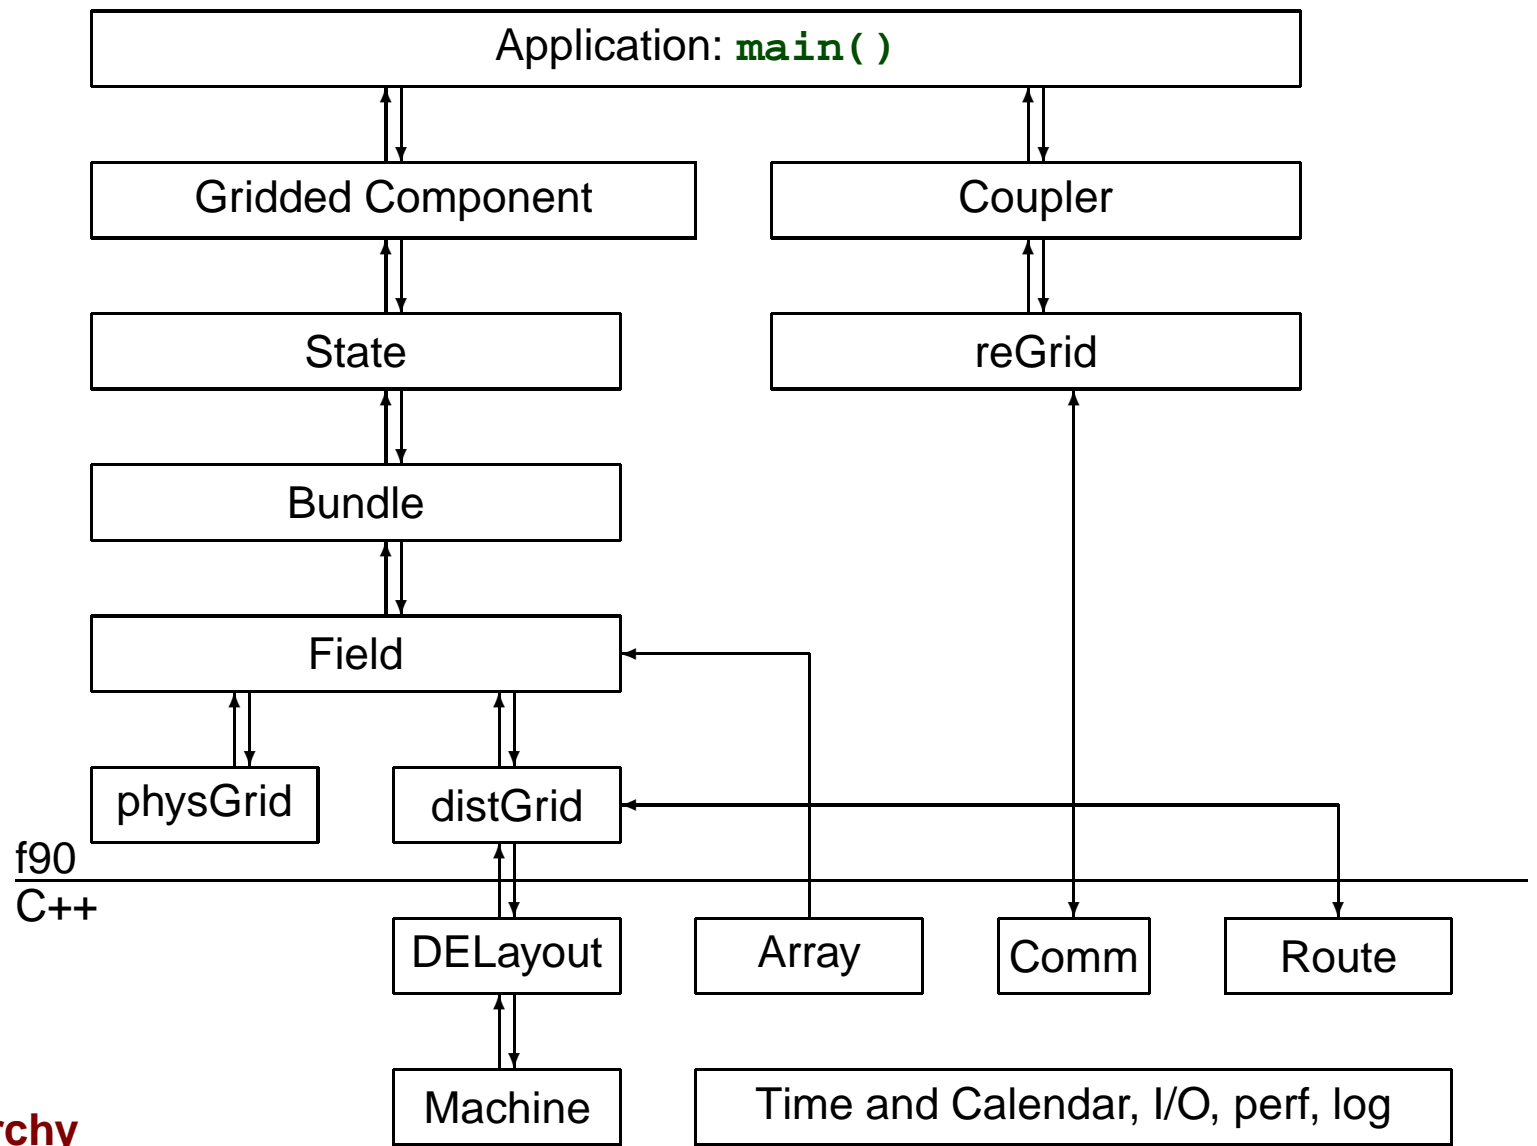 Application: main()
Gridded Component
Coupler
State
reGrid
Bundle
Field
physGrid
distGrid
f90
C++
DELayout
Array
Comm
Route
Machine
Time and Calendar, I/O, perf, log